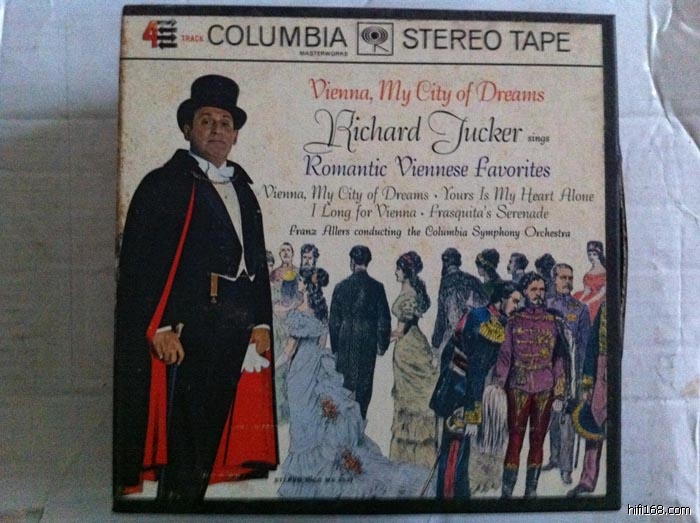 4 TRACK COLUMBIA STEREO TAPE
MASTERWORKS
Vienna, My City of Dreams
Richard Tucker sings
Romantic Viennese Favorites
Vienna, My City of Dreams • Yours Is My Heart Alone
I Long for Vienna • Frasquita's Serenade
Franz Allers conducting the Columbia Symphony Orchestra
hifi168.com